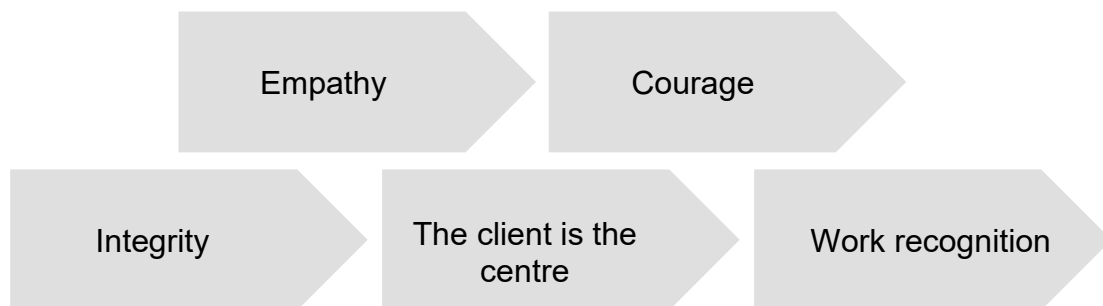 Empathy
Courage
Integrity
The client is the
centre
Work recognition